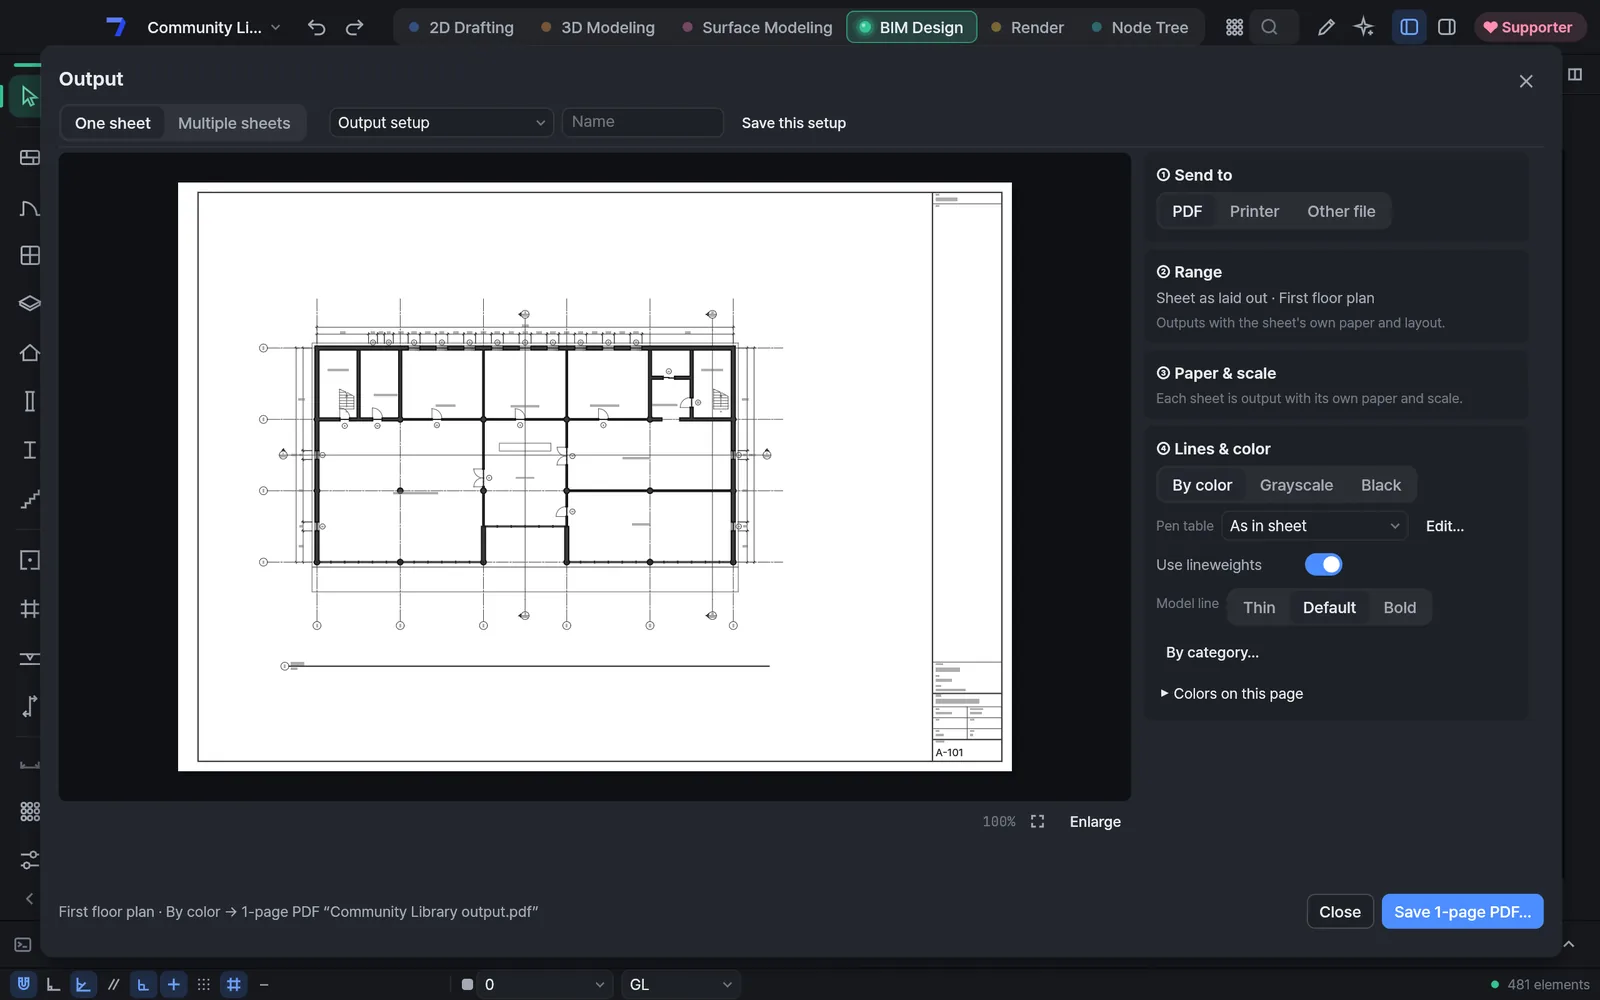 Community Li...
2D Drafting
3D Modeling
Surface Modeling
BIM Design
Render
Node Tree
Supporter
Output
One sheet
Multiple sheets
Output setup
Name
Save this setup
A-101
100%
Enlarge
① Send to
PDF
Printer
Other file
② Range
Sheet as laid out · First floor plan
Outputs with the sheet's own paper and layout.
③ Paper & scale
Each sheet is output with its own paper and scale.
④ Lines & color
By color
Grayscale
Black
Pen table
As in sheet
Edit...
Use lineweights
Model line
Thin
Default
Bold
By category...
Colors on this page
First floor plan · By color → 1-page PDF “Community Library output.pdf”
Close
Save 1-page PDF...
0
GL
481 elements